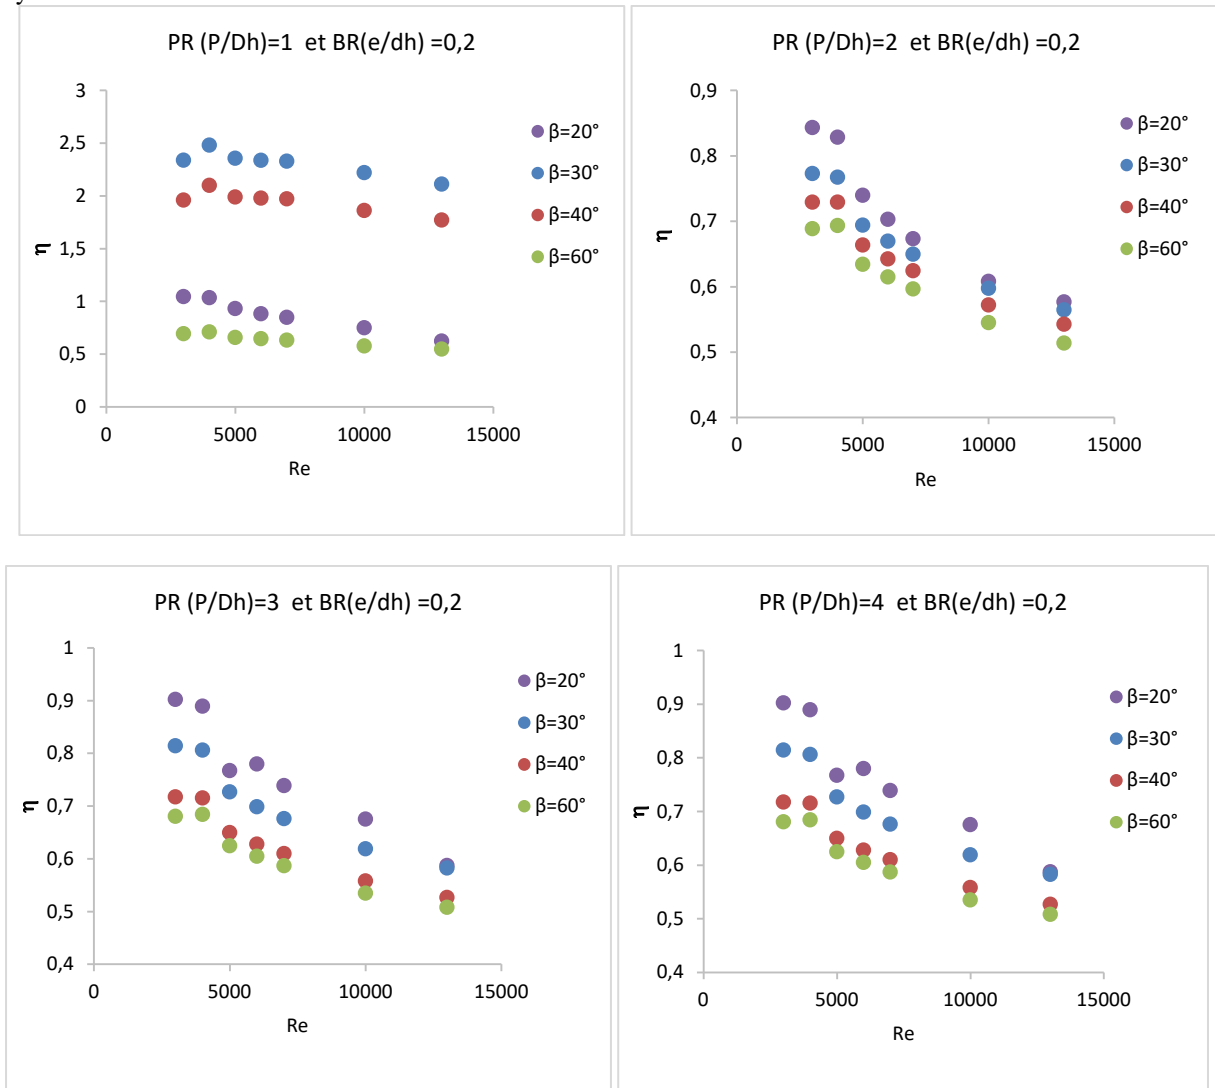 y
PR (P/Dh)=1 et BR(e/dh) =0,2
3
2,5
2
1,5
1
0,5
0
η
0
5000
10000
15000
Re
β=20°
β=30°
β=40°
β=60°
PR (P/Dh)=2 et BR(e/dh) =0,2
0,9
0,8
0,7
0,6
0,5
0,4
η
0
5000
10000
15000
Re
β=20°
β=30°
β=40°
β=60°
PR (P/Dh)=3 et BR(e/dh) =0,2
1
0,9
0,8
0,7
0,6
0,5
0,4
η
0
5000
10000
15000
Re
β=20°
β=30°
β=40°
β=60°
PR (P/Dh)=4 et BR(e/dh) =0,2
1
0,9
0,8
0,7
0,6
0,5
0,4
η
0
5000
10000
15000
Re
β=20°
β=30°
β=40°
β=60°